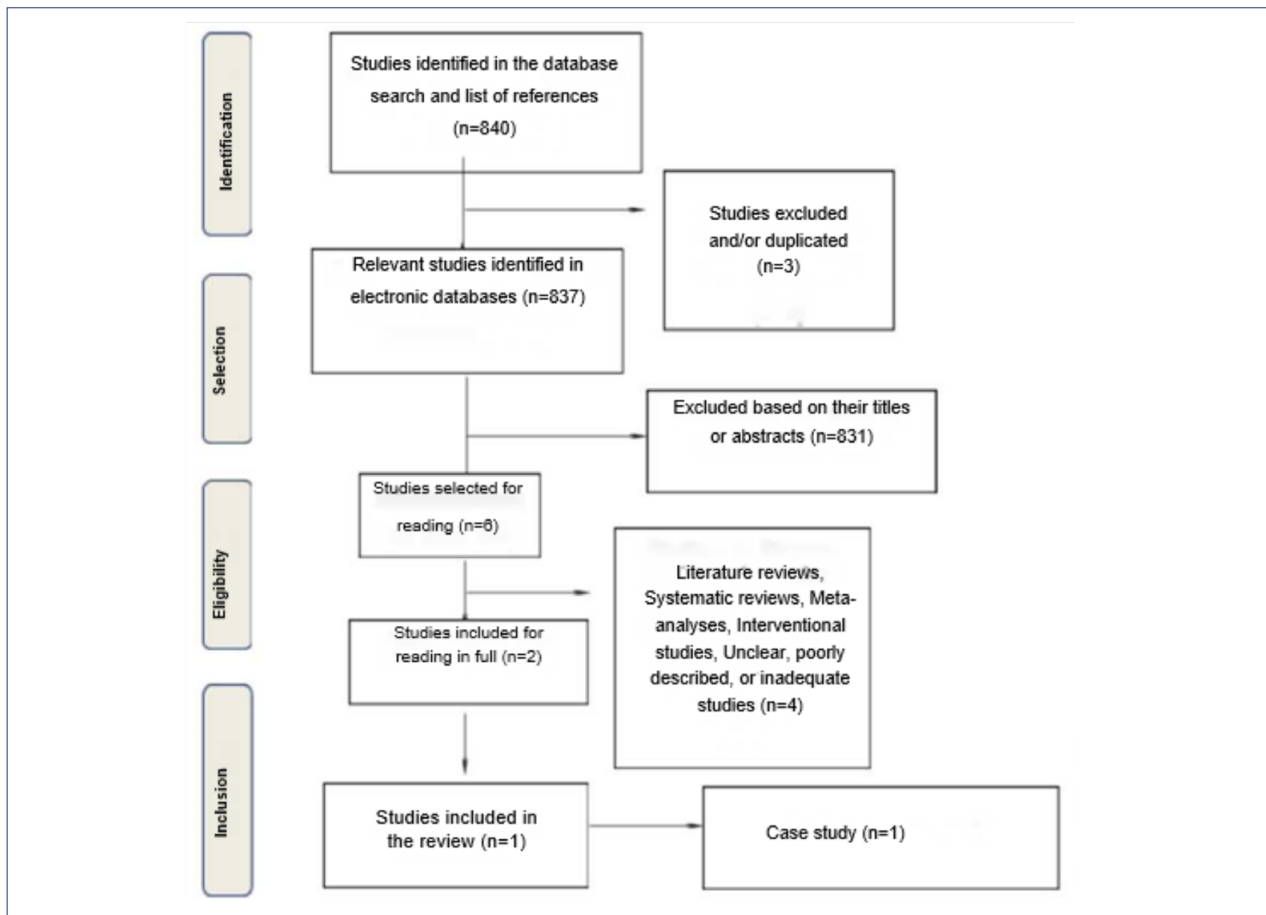 Identification
Studies identified in the database
search and list of references
(n=840)
Studies excluded
and/or duplicated
(n=3)
Selection
Relevant studies identified in
electronic databases (n=837)
Excluded based on their titles
or abstracts (n=831)
Eligibility
Studies selected for
reading (n=6)
Literature reviews,
Systematic reviews, Meta-
analyses, Interventional
studies, Unclear, poorly
described, or inadequate
studies (n=4)
Studies included for
reading in full (n=2)
Inclusion
Studies included in
the review (n=1)
Case study (n=1)